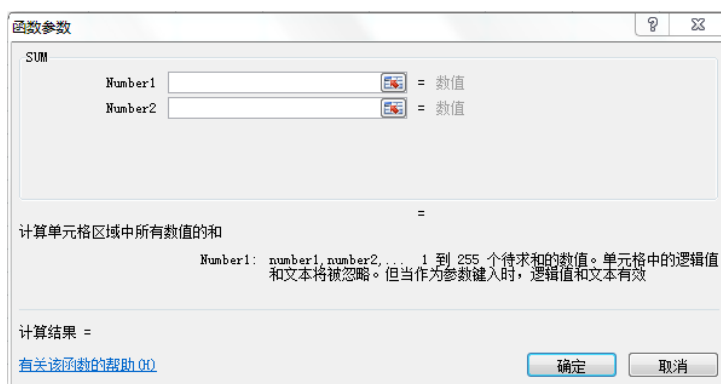 函数参数
SUM
Number1 = 数值
Number2 = 数值
=
计算单元格区域中所有数值的和
Number1: number1,number2,... 1 到 255 个待求和的数值。单元格中的逻辑值
和文本将被忽略。但当作为参数键入时，逻辑值和文本有效
计算结果 =
有关该函数的帮助(H)
确定 取消